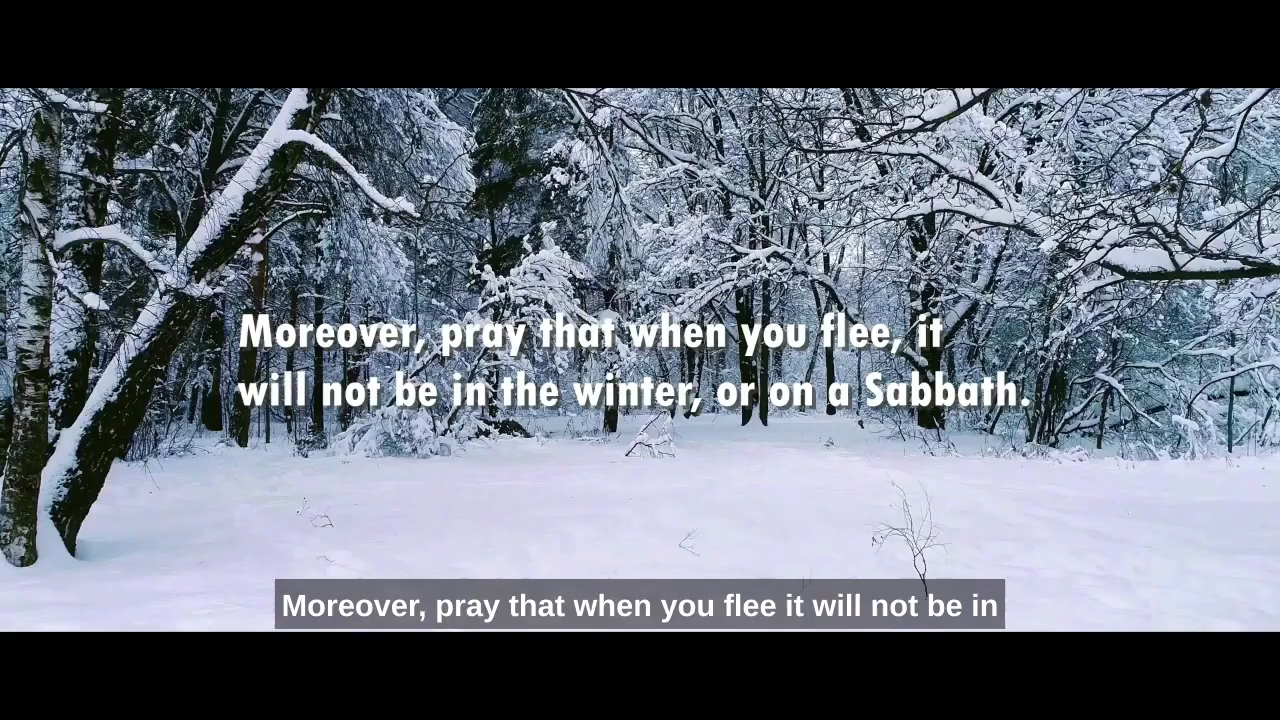 Moreover, pray that when you flee, it
will not be in the winter, or on a Sabbath.
Moreover, pray that when you flee it will not be in